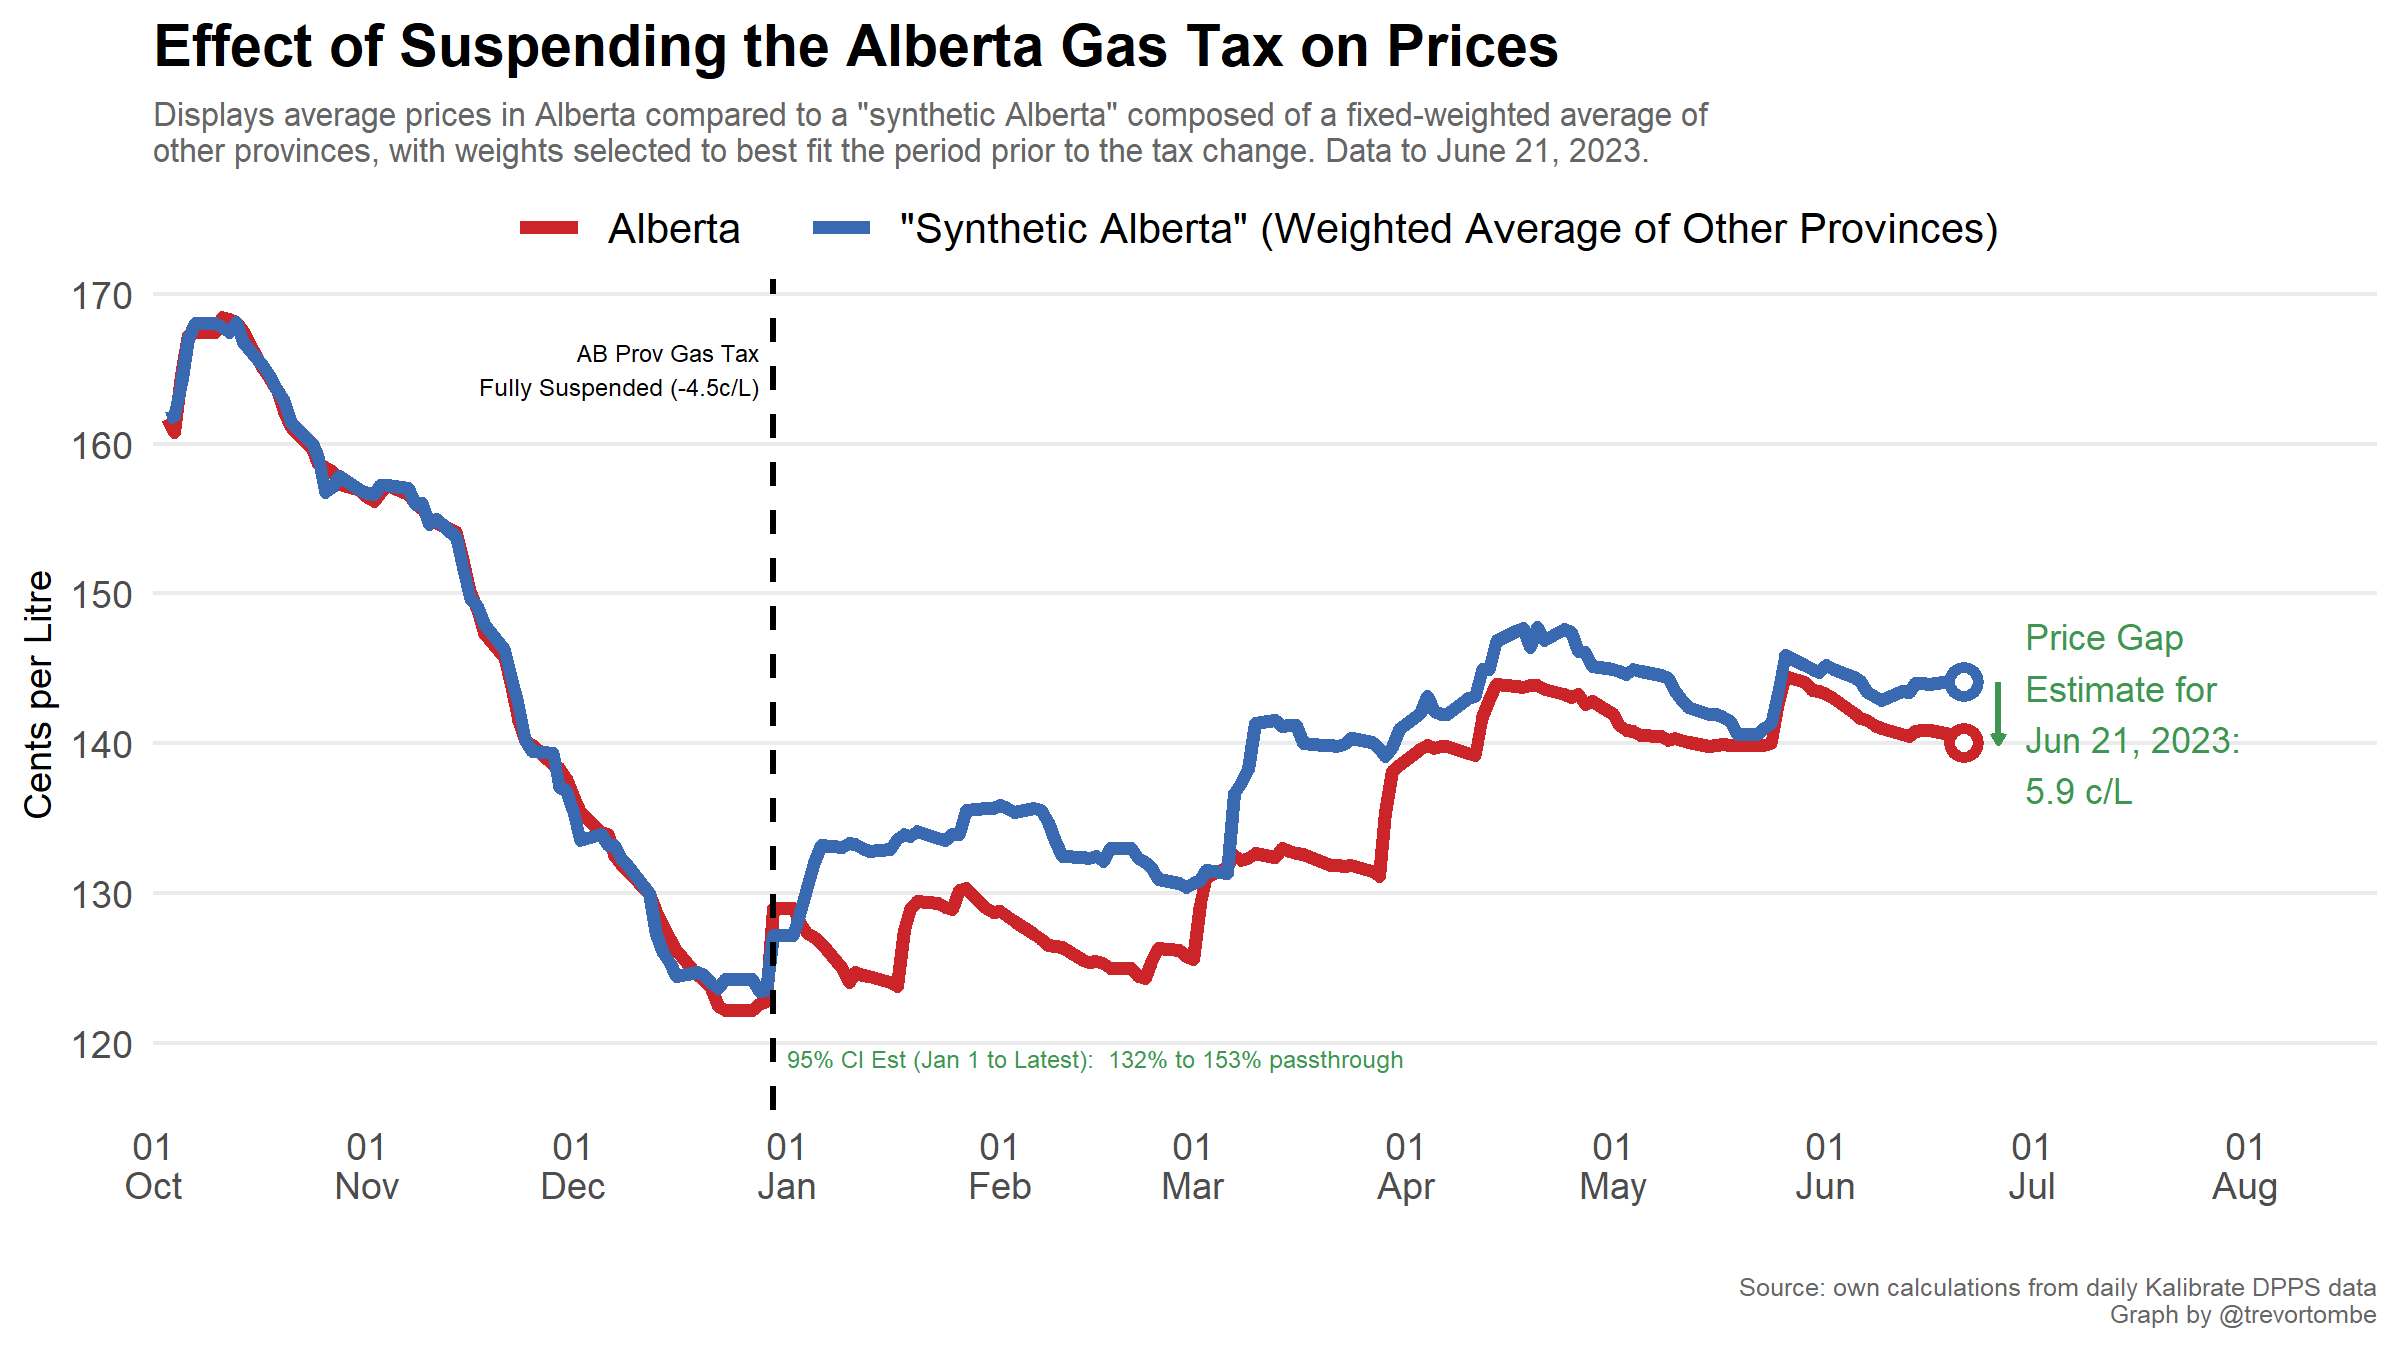 Effect of Suspending the Alberta Gas Tax on Prices
Displays average prices in Alberta compared to a "synthetic Alberta" composed of a fixed-weighted average of
other provinces, with weights selected to best fit the period prior to the tax change. Data to June 21, 2023.
Alberta
"Synthetic Alberta" (Weighted Average of Other Provinces)
Cents per Litre
170
160
150
140
130
120
AB Prov Gas Tax
Fully Suspended (-4.5c/L)
Price Gap
Estimate for
Jun 21, 2023:
5.9 c/L
95% CI Est (Jan 1 to Latest):  132% to 153% passthrough
01 01 01 01 01 01 01 01 01 01 01
Oct Nov Dec Jan Feb Mar Apr May Jun Jul Aug
Source: own calculations from daily Kalibrate DPPS data
Graph by @trevortombe